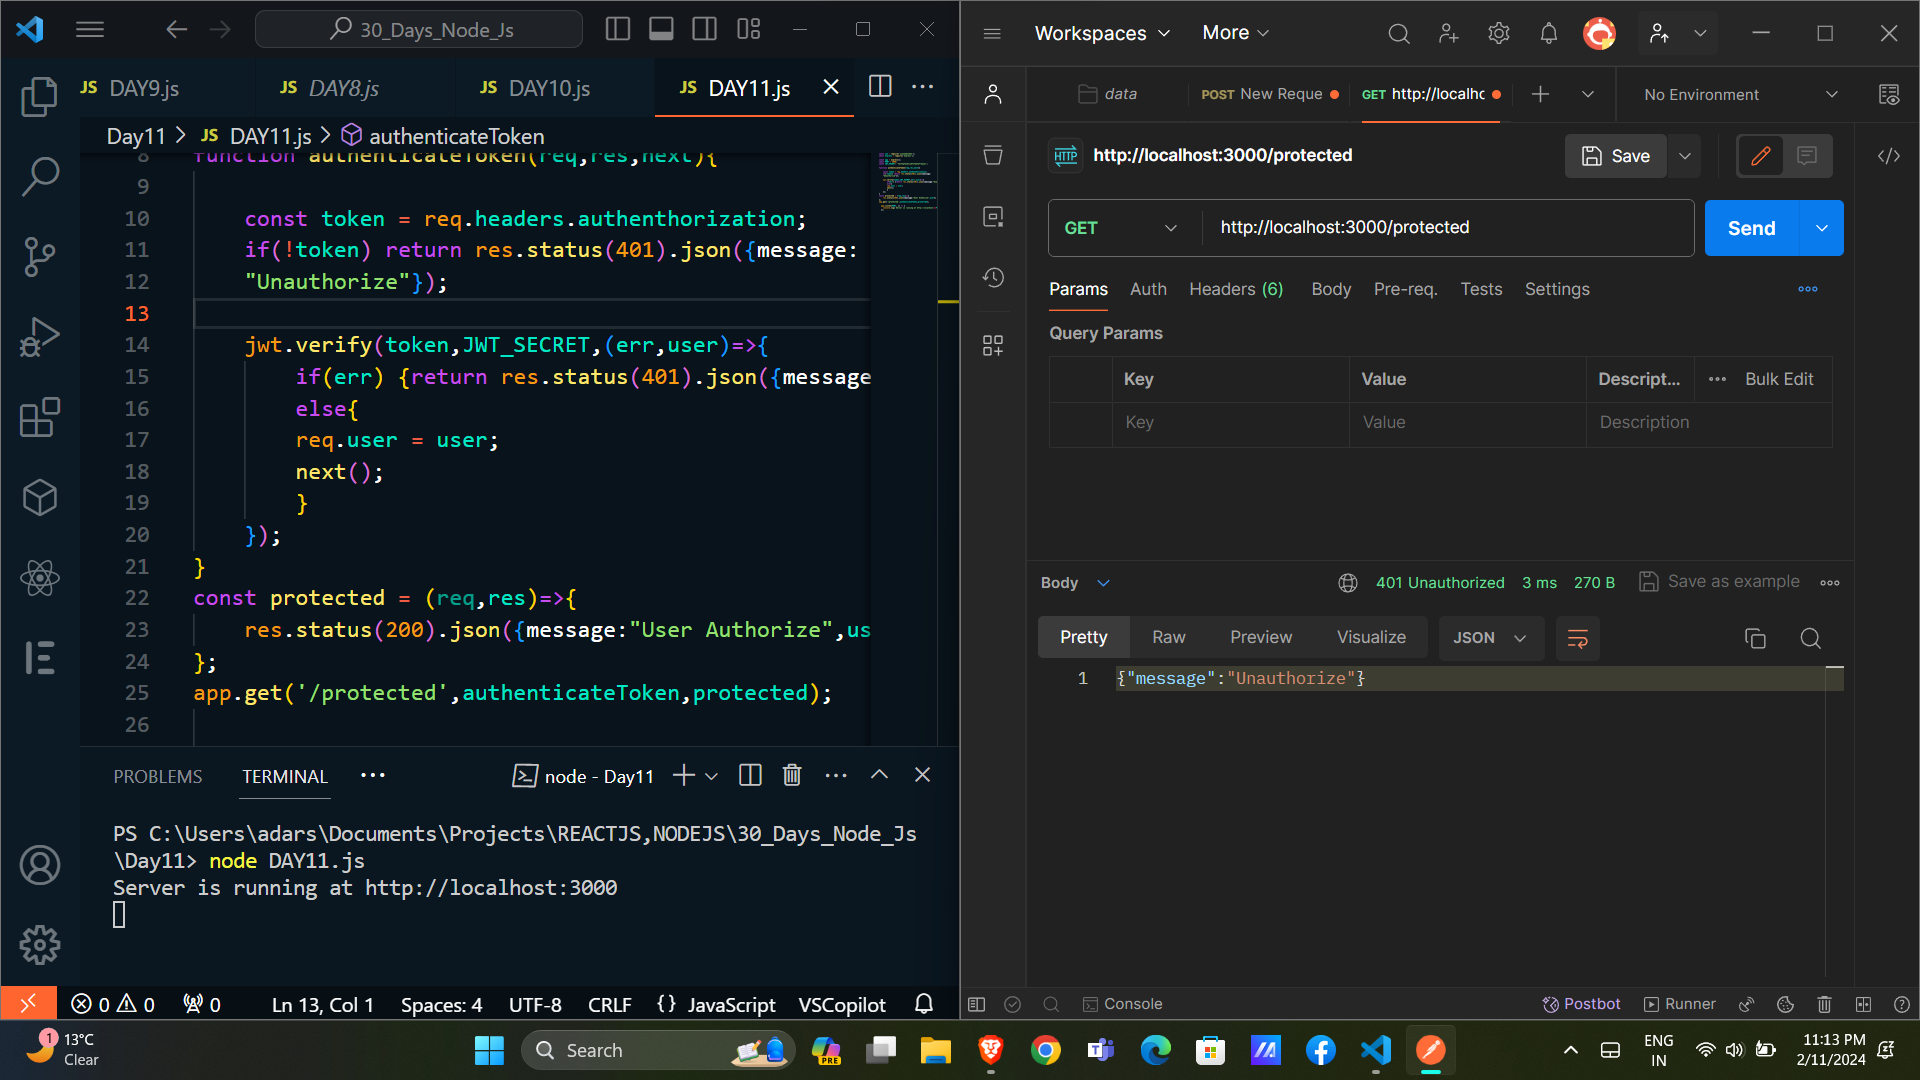 30_Days_Node_Js
JS DAY9.js
JS DAY8.js
JS DAY10.js
JS DAY11.js
Day11 > JS DAY11.js > authenticateToken
8 function authenticateToken(req,res,next){
9
10 const token = req.headers.authenthorization;
11 if(!token) return res.status(401).json({message:
12 "Unauthorize"});
13
14 jwt.verify(token,JWT_SECRET,(err,user)=>{
15 if(err) {return res.status(401).json({message
16 else{
17 req.user = user;
18 next();
19 }
20 });
21 }
22 const protected = (req,res)=>{
23 res.status(200).json({message:"User Authorize",us
24 };
25 app.get('/protected',authenticateToken,protected);
26
PROBLEMS TERMINAL ··· node - Day11
PS C:\Users\adars\Documents\Projects\REACTJS,NODEJS\30_Days_Node_Js
\Day11> node DAY11.js
Server is running at http://localhost:3000
0 0 0 Ln 13, Col 1 Spaces: 4 UTF-8 CRLF {} JavaScript VSCopilot
Workspaces More
data
POST New Reque
GET http://localhc
No Environment
HTTP http://localhost:3000/protected
Save
GET http://localhost:3000/protected Send
Params Auth Headers (6) Body Pre-req. Tests Settings
Query Params
Key Value Descript... Bulk Edit
Key Value Description
Body 401 Unauthorized 3 ms 270 B Save as example
Pretty Raw Preview Visualize JSON
1 {"message":"Unauthorize"}
Console Postbot Runner
1 13°C
Clear
Search
PRE
ENG
IN
11:13 PM
2/11/2024